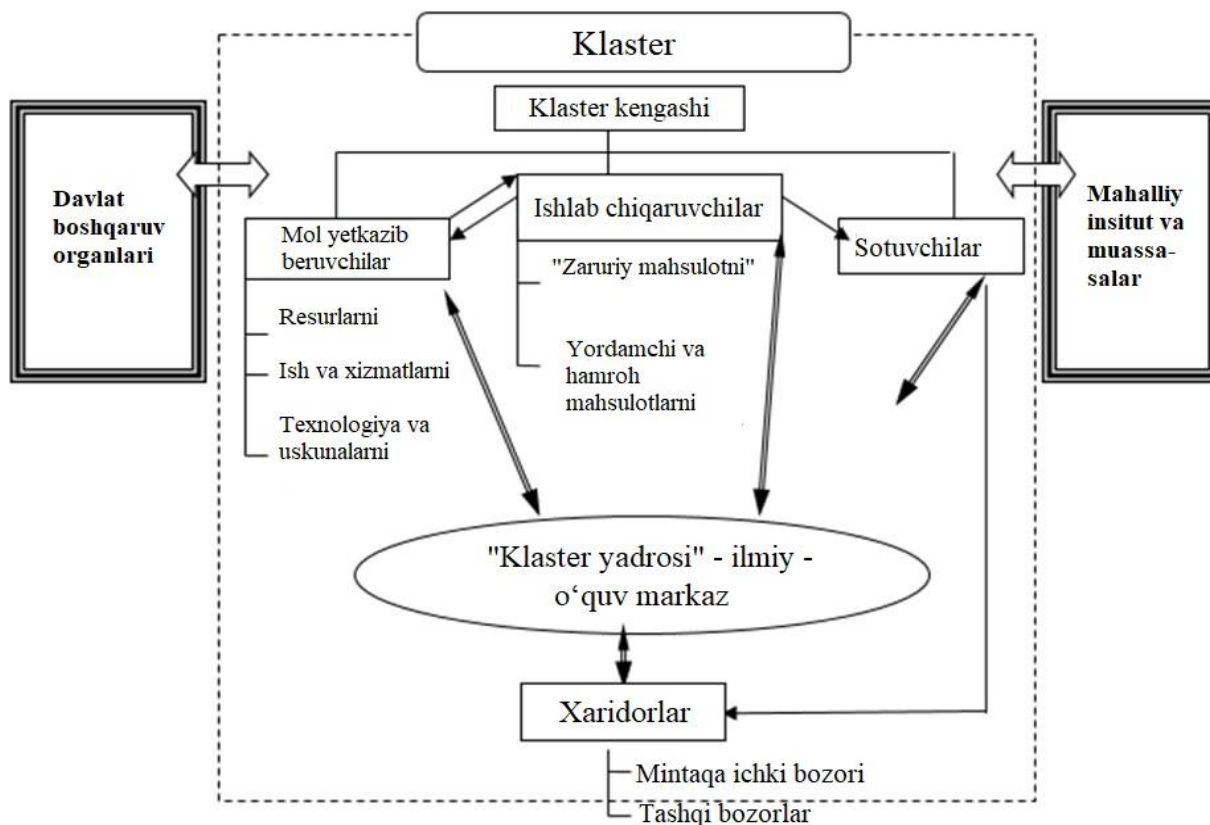 Klaster
Klaster kengashi
Davlat
boshqaruv
organlari
Mol yetkazib
beruvchilar
Resurlarni
Ish va xizmatlarni
Texnologiya va
uskunalarni
Ishlab chiqaruvchilar
"Zaruriy mahsulotni"
Yordamchi va
hamroh
mahsulotlarni
Sotuvchilar
Mahalliy
insitut va
muassa-
salar
"Klaster yadrosi" - ilmiy -
o‘quv markaz
Xaridorlar
Mintaqa ichki bozori
Tashqi bozorlar